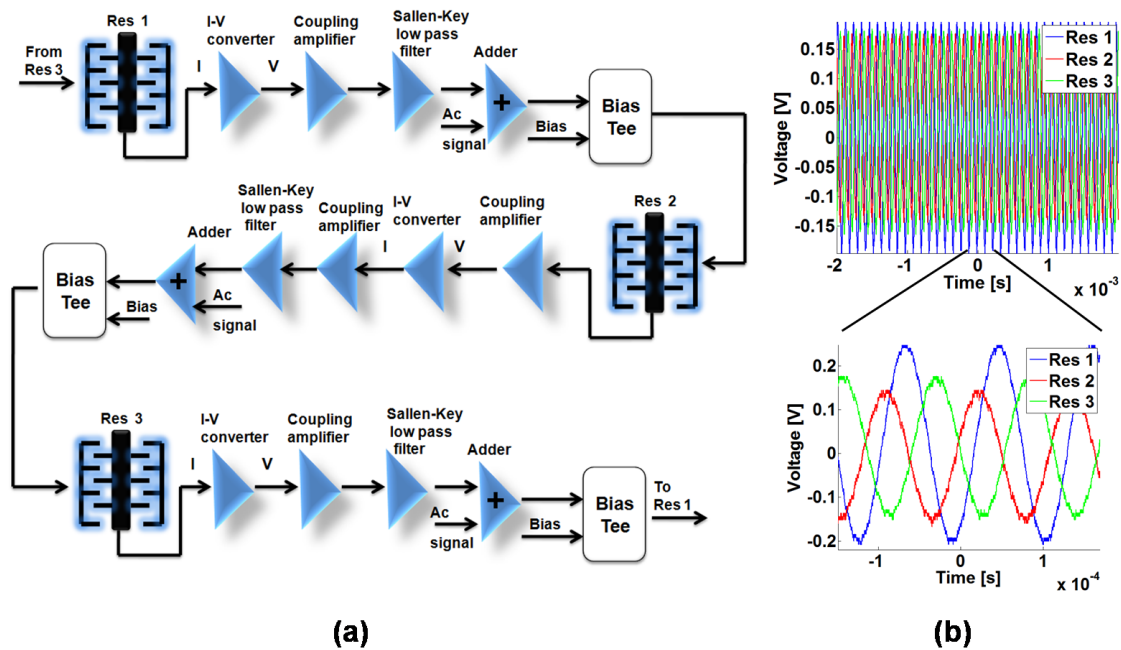 Res 1
From
Res 3
I-V
converter
I
V
Coupling
amplifier
Sallen-Key
low pass
filter
Adder
+
Ac
signal
Bias
Bias
Tee
Res 2
Coupling
amplifier
V
I-V
converter
I
Coupling
amplifier
Sallen-Key
low pass
filter
Adder
+
Ac
signal
Bias
Bias
Tee
Res 3
I
I-V
converter
V
Coupling
amplifier
Sallen-Key
low pass
filter
Adder
+
Ac
signal
Bias
Bias
Tee
To
Res 1
(a)
Voltage [V]
0.15
0.1
0.05
0
-0.05
-0.1
-0.15
Res 1
Res 2
Res 3
-2 -1 0 1
Time [s]
x 10-3
Voltage [V]
0.2
0.1
0
-0.1
-0.2
Res 1
Res 2
Res 3
-1 0 1
Time [s]
x 10-4
(b)